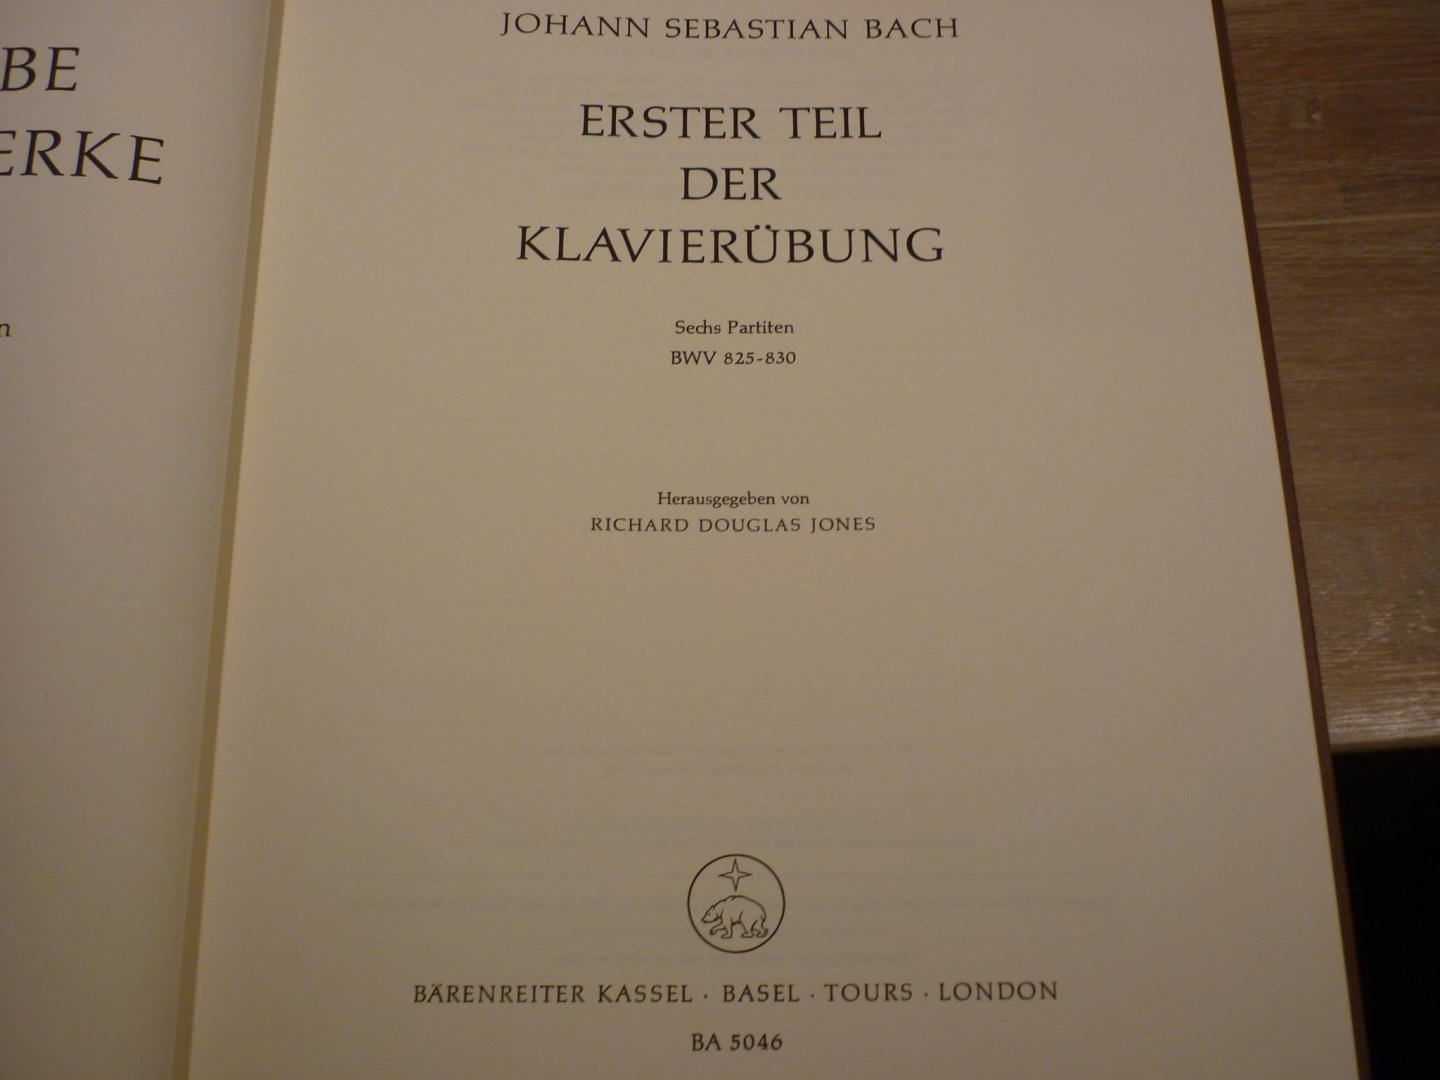 BE
ERKE
n
JOHANN SEBASTIAN BACH
ERSTER TEIL
DER
KLAVIERÜBUNG
Sechs Partiten
BWV 825-830
Herausgegeben von
RICHARD DOUGLAS JONES
BÄRENREITER KASSEL · BASEL · TOURS · LONDON
BA 5046